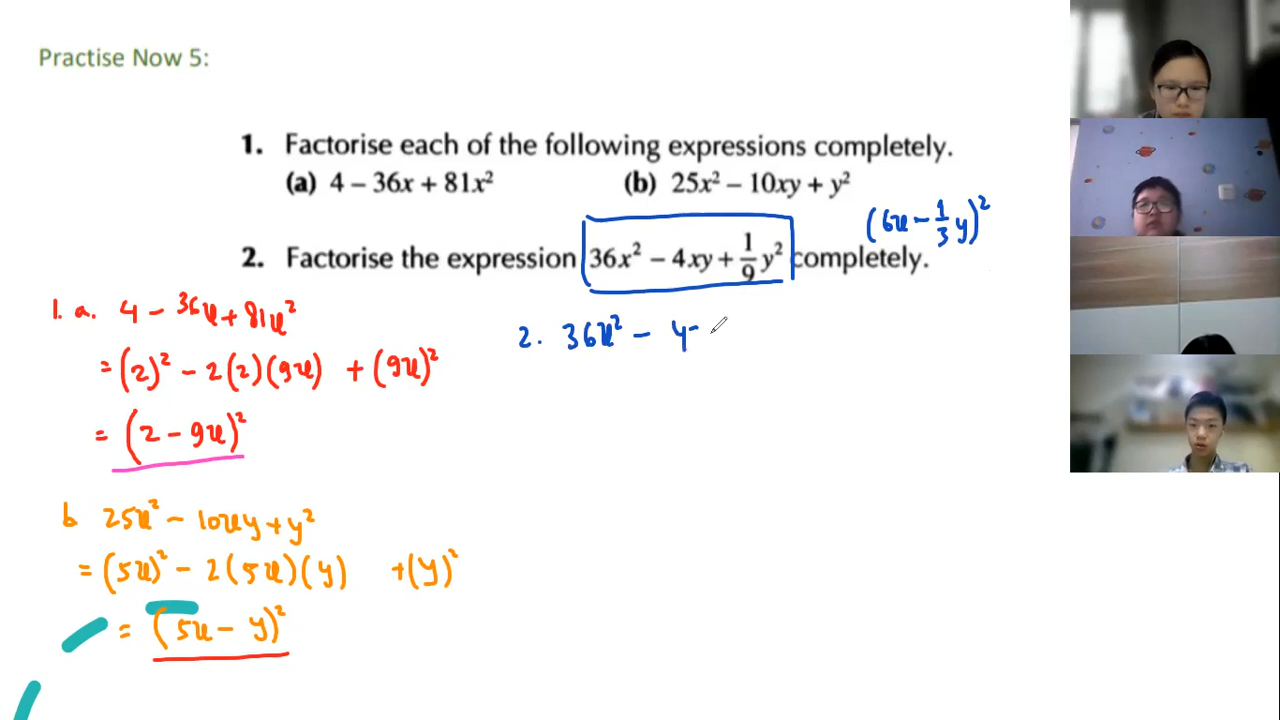 Practise Now 5:
1. Factorise each of the following expressions completely.
(a) 4 – 36x + 81x² (b) 25x² – 10xy + y²
(6x - 1/3 y)²
2. Factorise the expression 36x² – 4xy + 1/9 y² completely.
1. a. 4 - 36x + 81x²
= (2)² - 2(2)(9x) + (9x)²
= (2 - 9x)²
b 25x² - 10xy + y²
= (5x)² - 2(5x)(y) + (y)²
= (5x - y)²
2. 36x² - 4